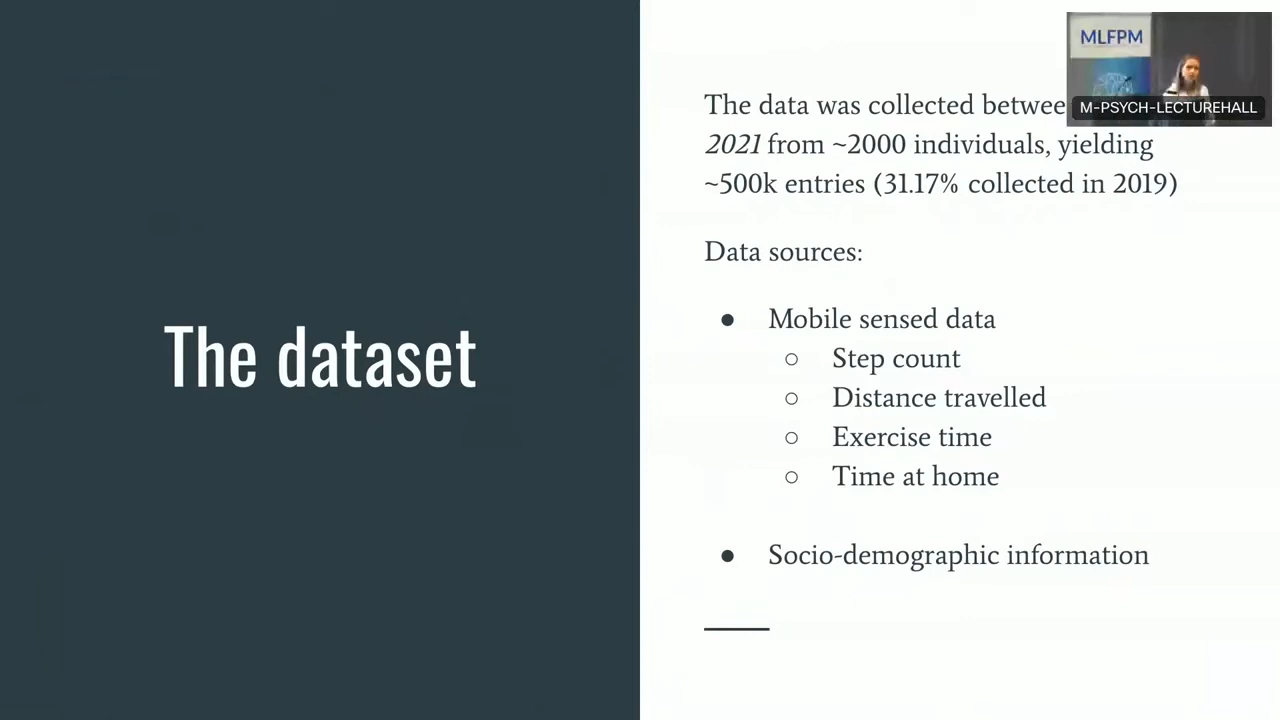 The dataset
The data was collected betwee
2021 from ~2000 individuals, yielding
~500k entries (31.17% collected in 2019)
Data sources:
● Mobile sensed data
○ Step count
○ Distance travelled
○ Exercise time
○ Time at home
● Socio-demographic information
MLFPM
M-PSYCH-LECTUREHALL